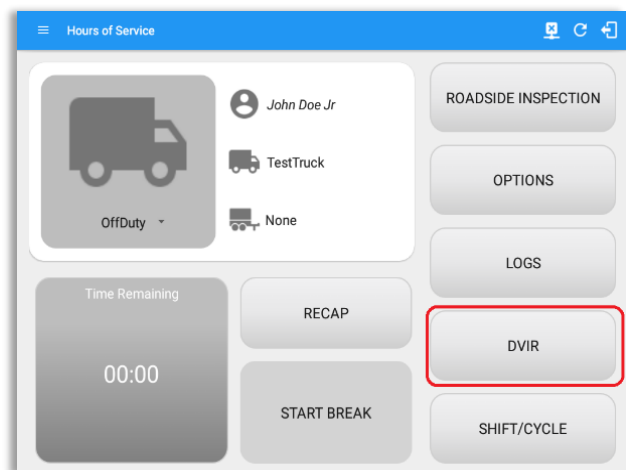 Hours of Service
John Doe Jr
TestTruck
None
OffDuty
Time Remaining
00:00
RECAP
START BREAK
ROADSIDE INSPECTION
OPTIONS
LOGS
DVIR
SHIFT/CYCLE